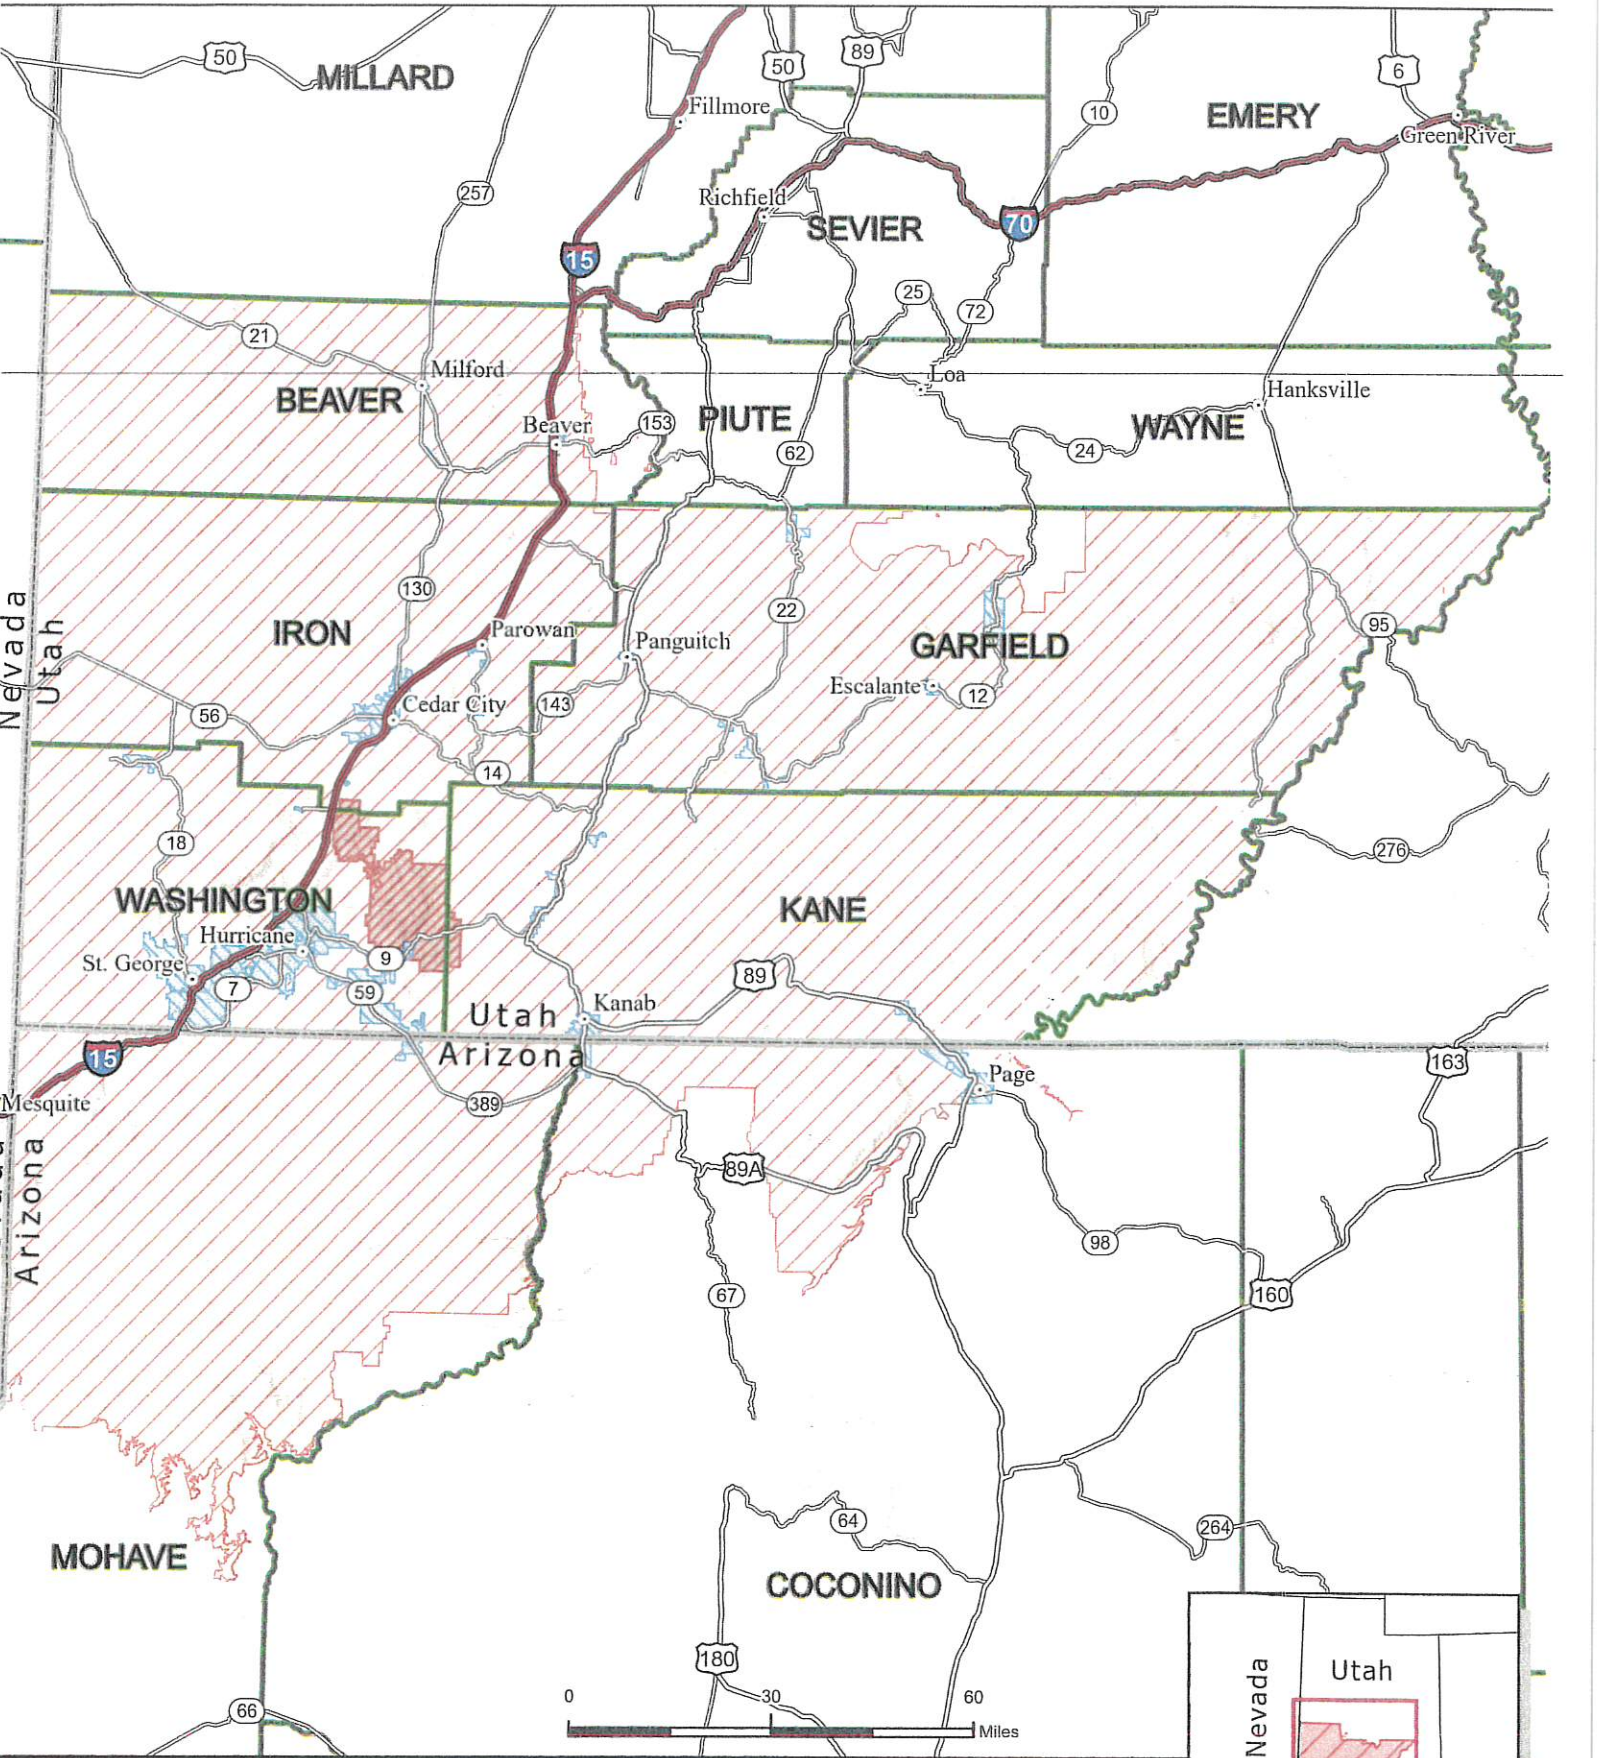 50
MILLARD
50
89
6
Fillmore
10
EMERY
Green River
257
Richfield
SEVIER
70
15
25
72
21
Milford
Loa
BEAVER
Hanksville
Beaver
153
PIUTE
WAYNE
62
24
130
22
Nevada
Utah
IRON
Parowan
Panguitch
GARFIELD
95
Escalante
12
56
Cedar City
143
14
18
276
WASHINGTON
KANE
Hurricane
St. George
9
7
59
89
Kanab
Utah
Arizona
15
163
Page
Mesquite
389
Arizona
89A
98
67
160
64
264
MOHAVE
COCONINO
180
66
0 30 60
Miles
Nevada
Utah